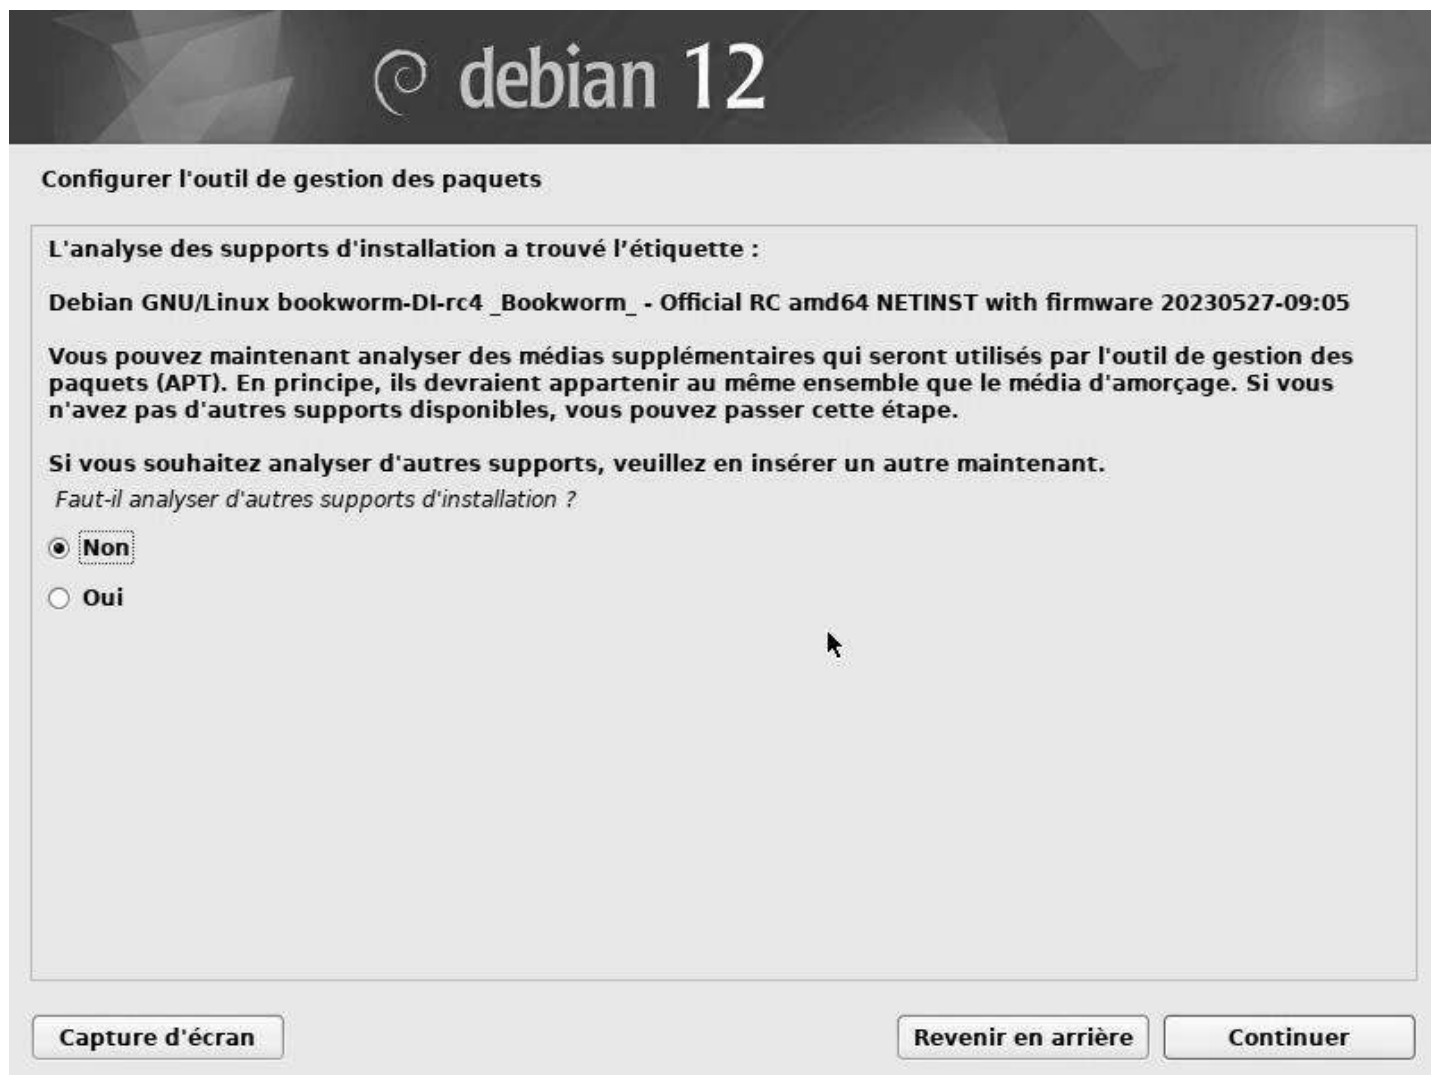 debian 12
Configurer l'outil de gestion des paquets
L'analyse des supports d'installation a trouvé l’étiquette :
Debian GNU/Linux bookworm-DI-rc4 _Bookworm_ - Official RC amd64 NETINST with firmware 20230527-09:05
Vous pouvez maintenant analyser des médias supplémentaires qui seront utilisés par l'outil de gestion des
paquets (APT). En principe, ils devraient appartenir au même ensemble que le média d'amorçage. Si vous
n'avez pas d'autres supports disponibles, vous pouvez passer cette étape.
Si vous souhaitez analyser d'autres supports, veuillez en insérer un autre maintenant.
Faut-il analyser d'autres supports d'installation ?
Non
Oui
Capture d'écran
Revenir en arrière
Continuer